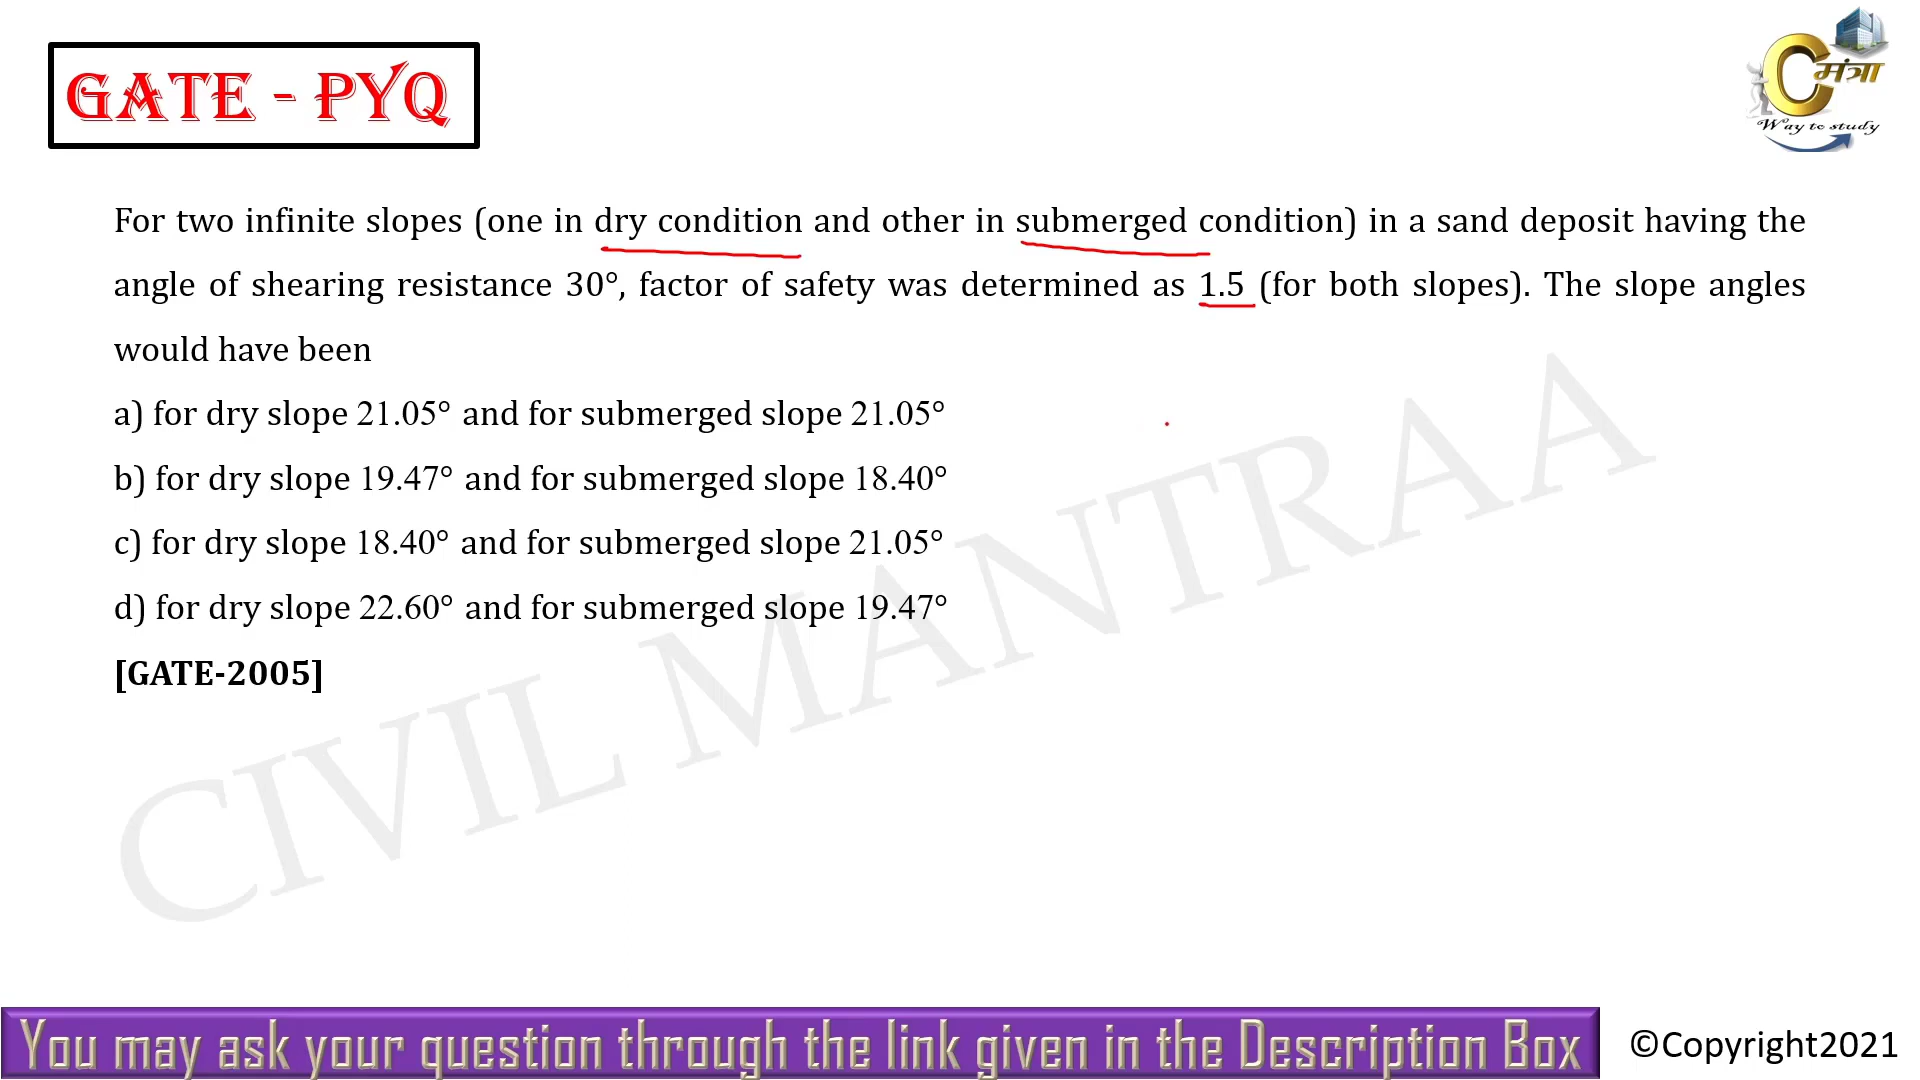 GATE - PYQ
C मंत्रा
Way to study
For two infinite slopes (one in dry condition and other in submerged condition) in a sand deposit having the
angle of shearing resistance 30°, factor of safety was determined as 1.5 (for both slopes). The slope angles
would have been
a) for dry slope 21.05° and for submerged slope 21.05°
b) for dry slope 19.47° and for submerged slope 18.40°
c) for dry slope 18.40° and for submerged slope 21.05°
d) for dry slope 22.60° and for submerged slope 19.47°
[GATE-2005]
CIVIL MANTRAA
You may ask your question through the link given in the Description Box
©Copyright2021